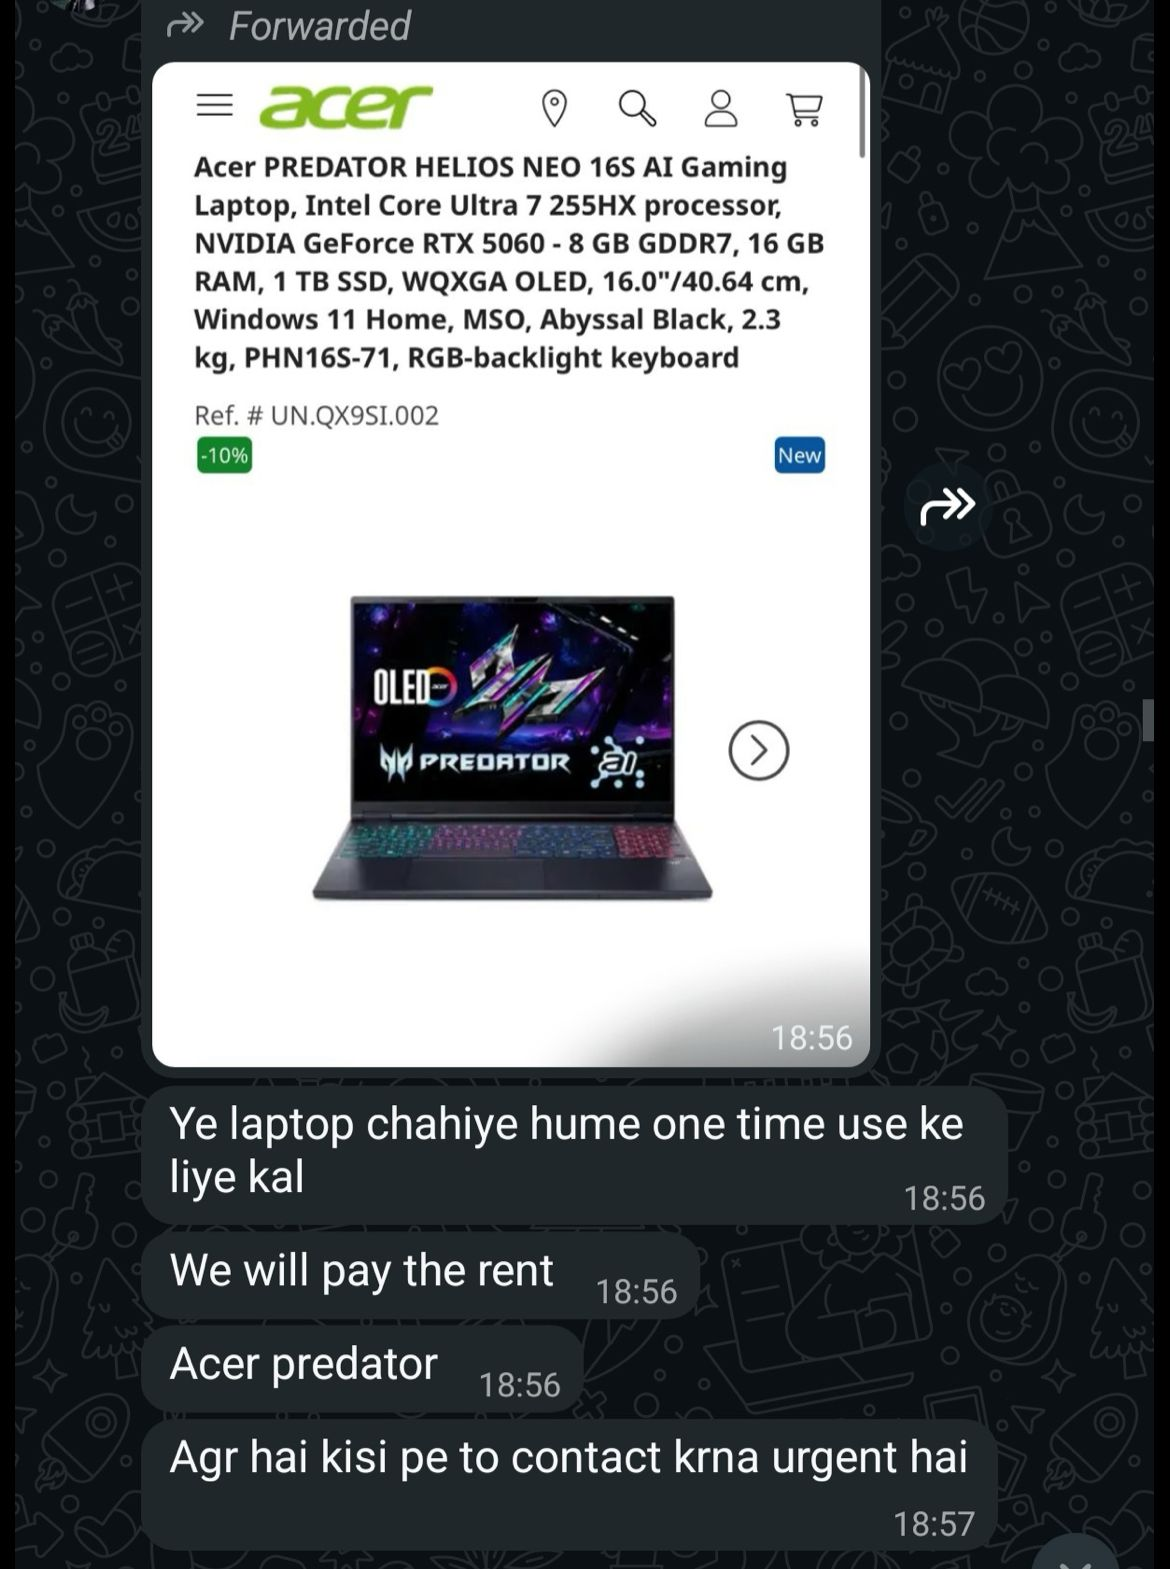 Forwarded
acer
Acer PREDATOR HELIOS NEO 16S AI Gaming
Laptop, Intel Core Ultra 7 255HX processor,
NVIDIA GeForce RTX 5060 - 8 GB GDDR7, 16 GB
RAM, 1 TB SSD, WQXGA OLED, 16.0"/40.64 cm,
Windows 11 Home, MSO, Abyssal Black, 2.3
kg, PHN16S-71, RGB-backlight keyboard
Ref. # UN.QX9SI.002
-10%
New
OLED
PREDATOR
ai
18:56
Ye laptop chahiye hume one time use ke
liye kal
18:56
We will pay the rent
18:56
Acer predator
18:56
Agr hai kisi pe to contact krna urgent hai
18:57